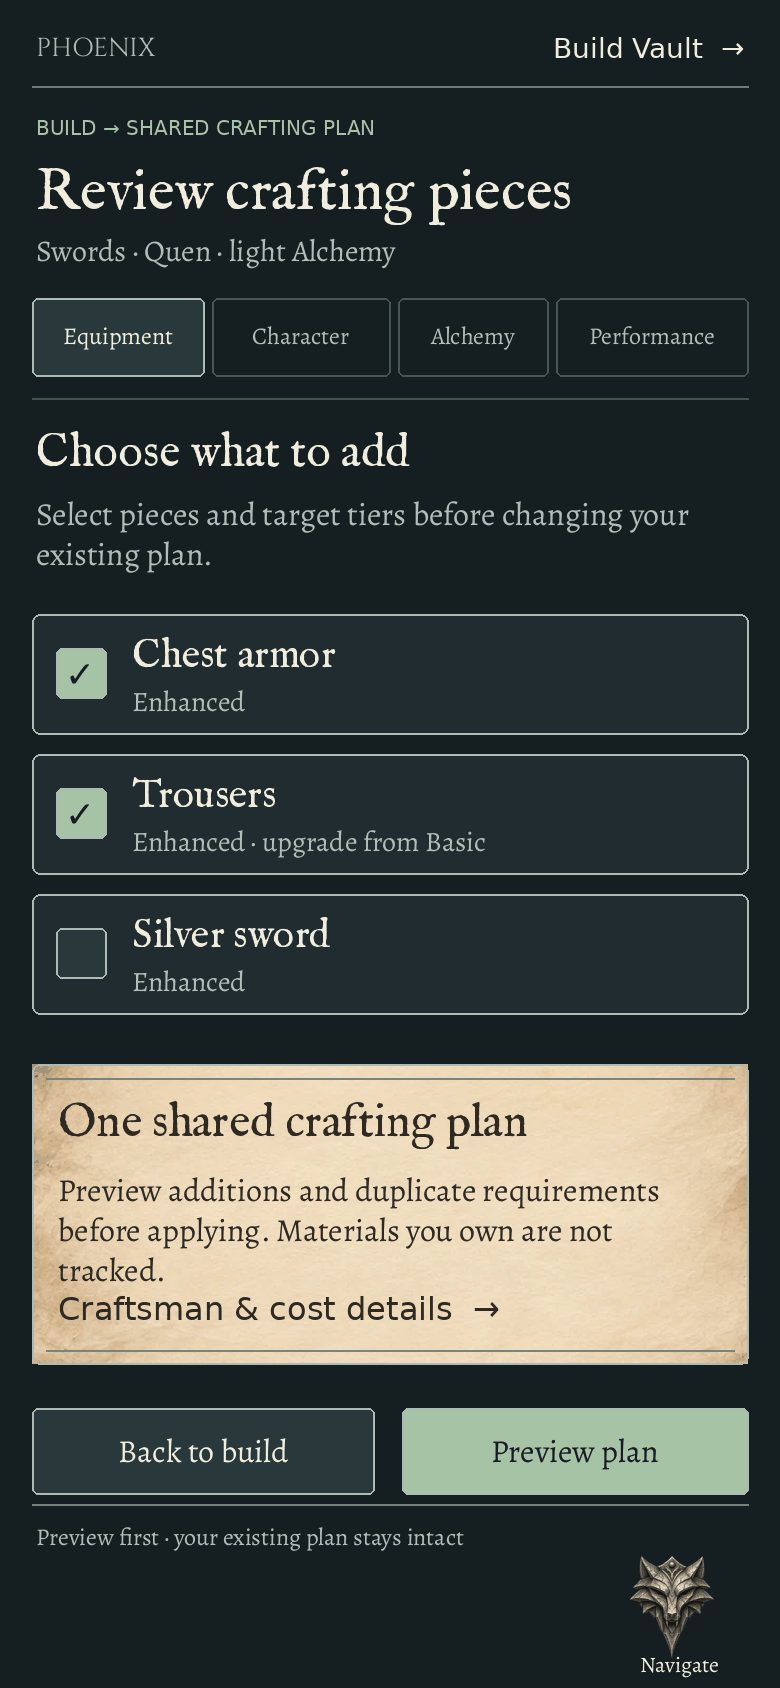 PHOENIX
Build Vault →
BUILD → SHARED CRAFTING PLAN
Review crafting pieces
Swords · Quen · light Alchemy
Equipment
Character
Alchemy
Performance
Choose what to add
Select pieces and target tiers before changing your
existing plan.
✓
Chest armor
Enhanced
✓
Trousers
Enhanced · upgrade from Basic
Silver sword
Enhanced
One shared crafting plan
Preview additions and duplicate requirements
before applying. Materials you own are not
tracked.
Craftsman & cost details →
Back to build
Preview plan
Preview first · your existing plan stays intact
Navigate